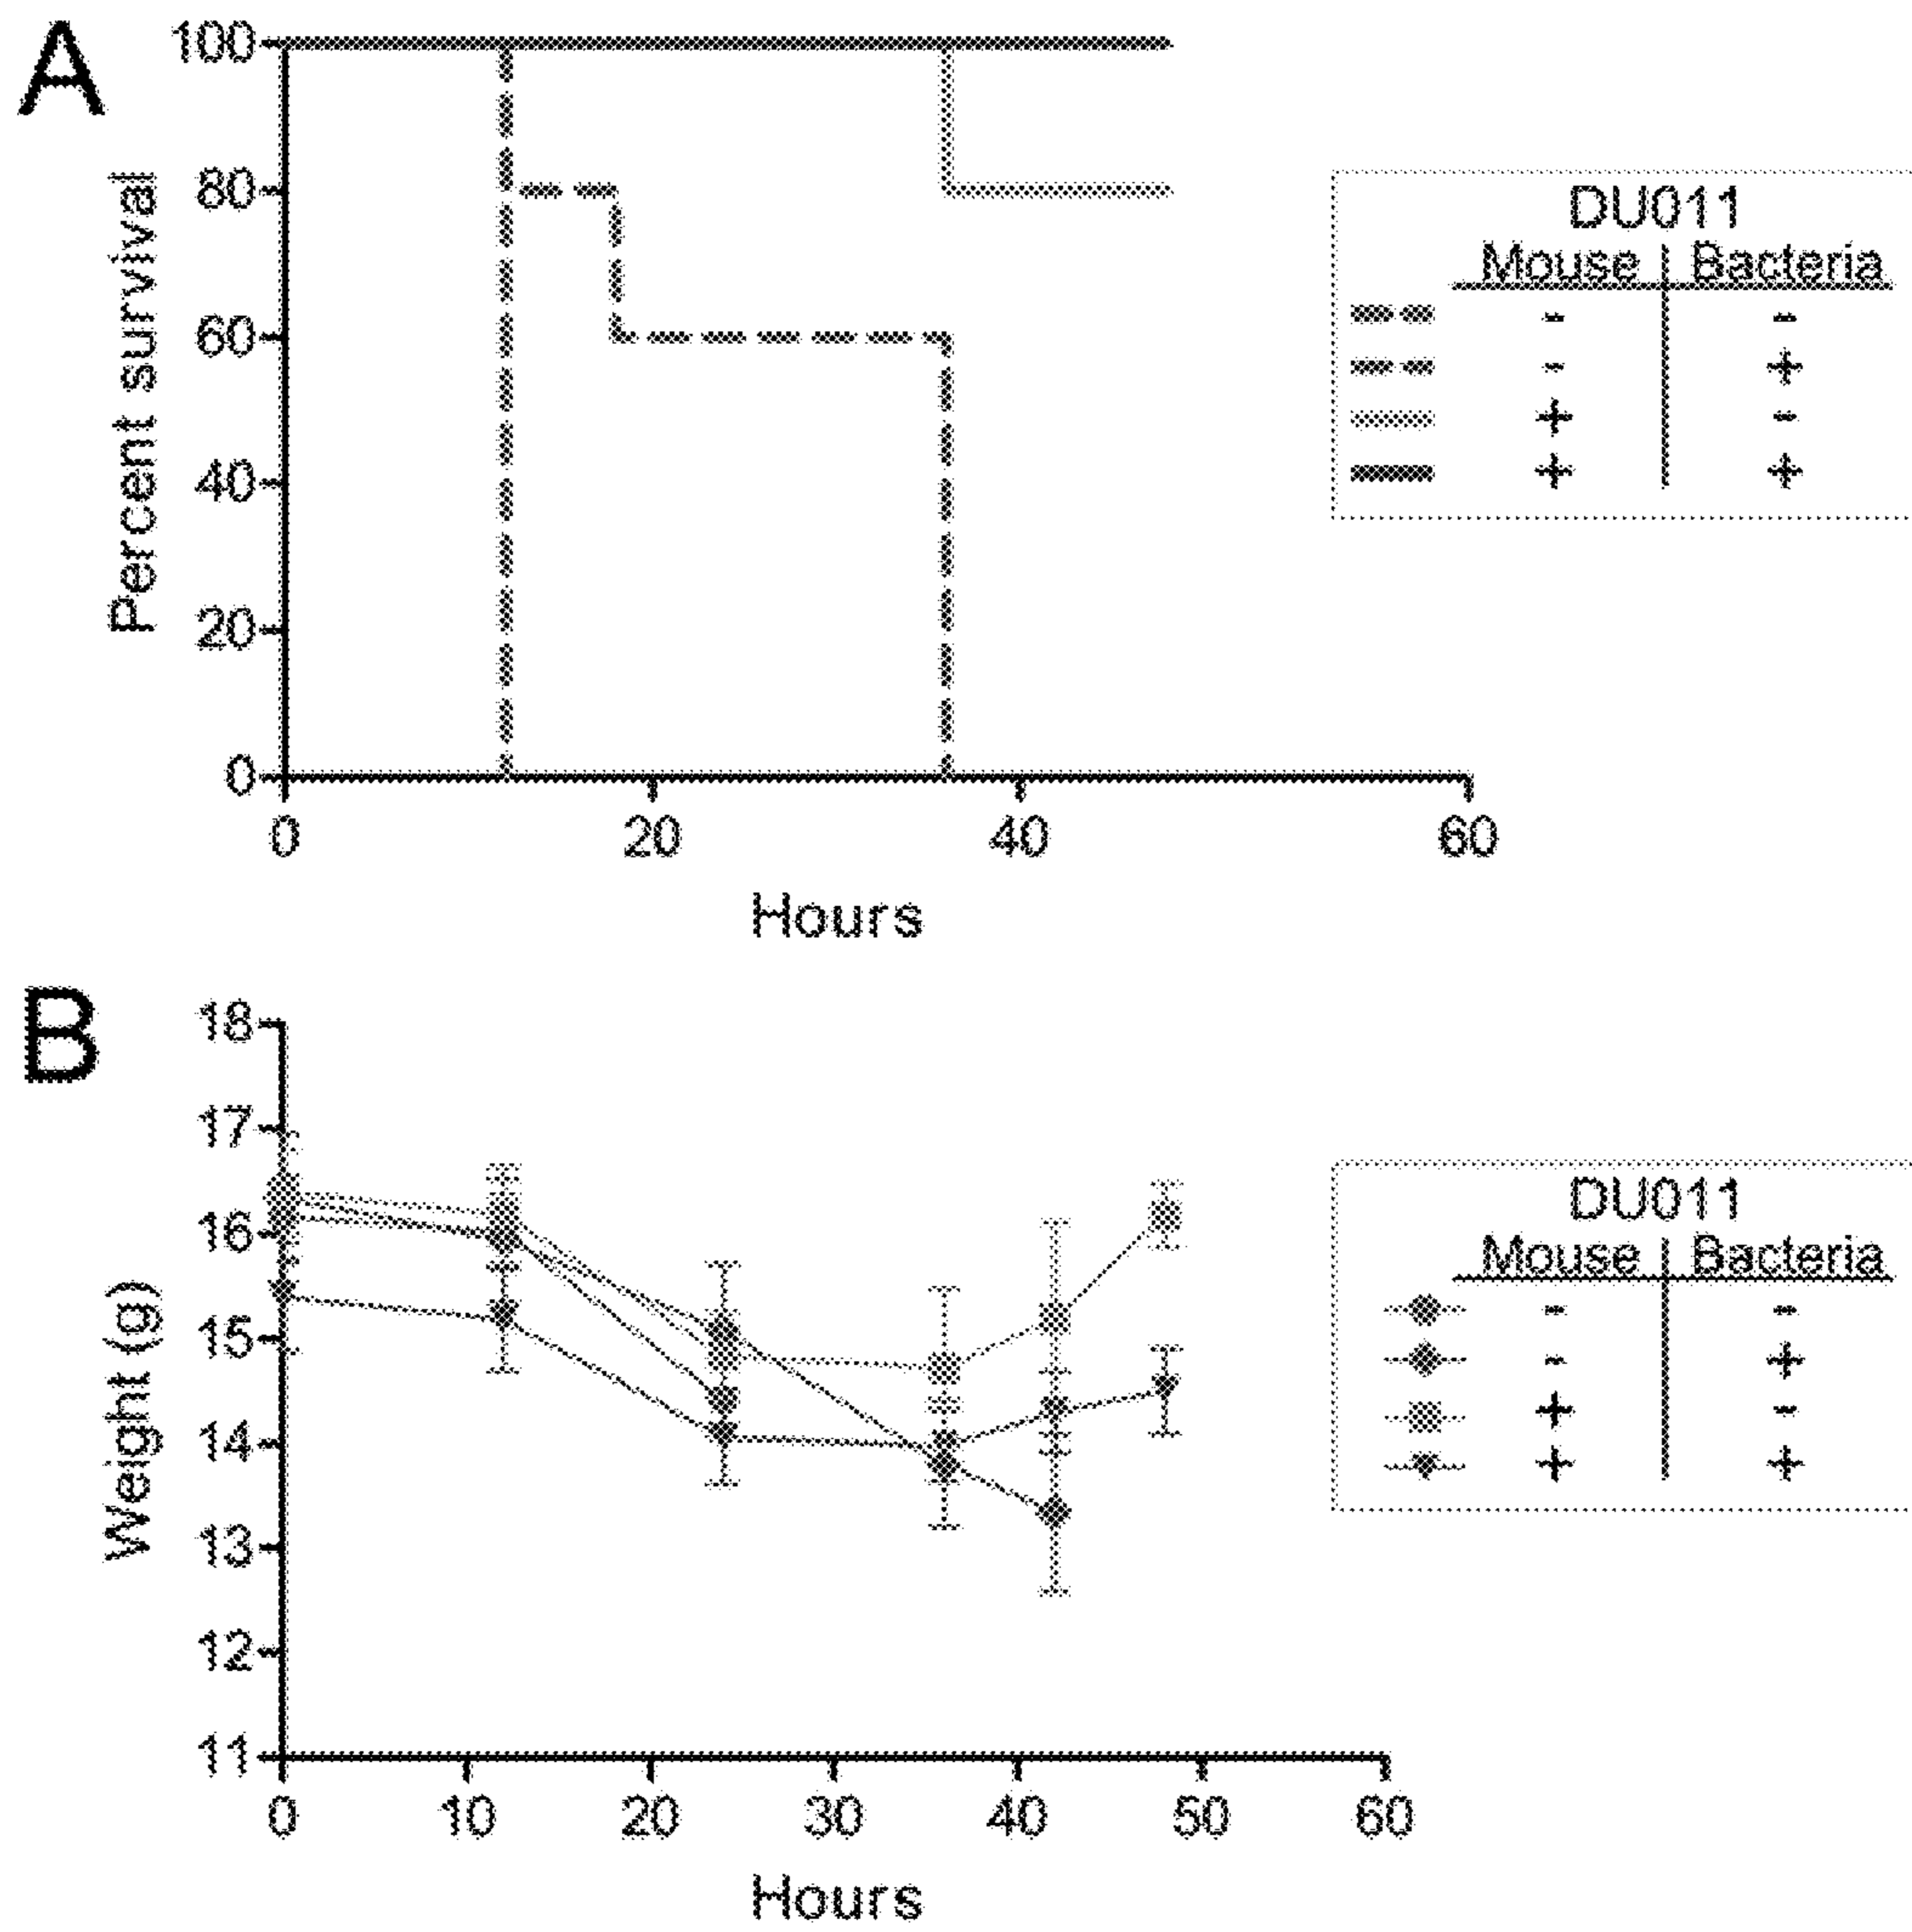 A
Percent survival
100
80
60
40
20
0
0 20 40 60
Hours
DU011
Mouse Bacteria
- -
- +
+ -
+ +
B
Weight (g)
18
17
16
15
14
13
12
11
0 10 20 30 40 50 60
Hours
DU011
Mouse Bacteria
- -
- +
+ -
+ +